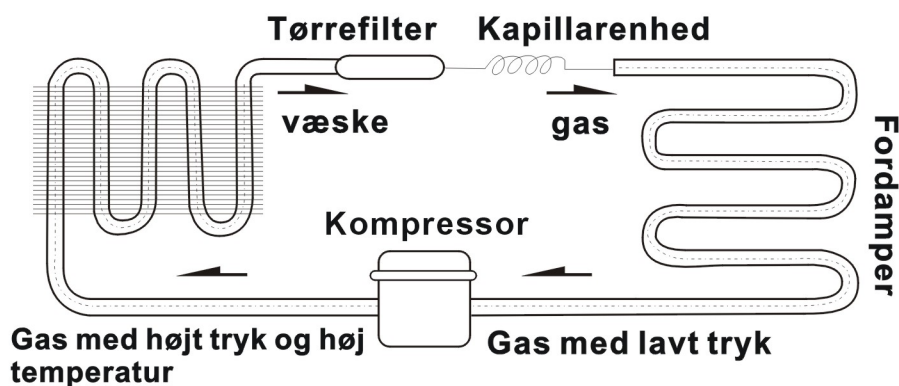 Tørrefilter
Kapillarenhed
væske
gas
Fordamper
Kompressor
Gas med højt tryk og høj
temperatur
Gas med lavt tryk